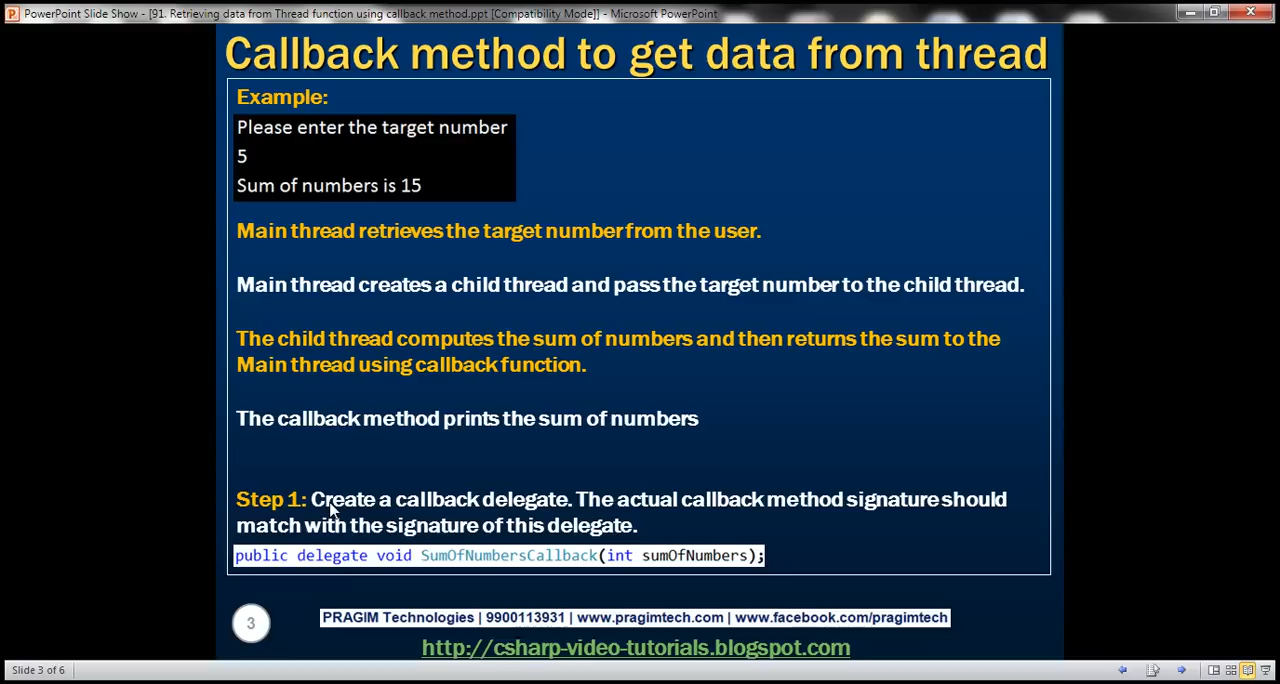 PowerPoint Slide Show - [91. Retrieving data from Thread function using callback method.ppt [Compatibility Mode]] - Microsoft PowerPoint
Callback method to get data from thread
Example:
Please enter the target number
5
Sum of numbers is 15
Main thread retrieves the target number from the user.
Main thread creates a child thread and pass the target number to the child thread.
The child thread computes the sum of numbers and then returns the sum to the
Main thread using callback function.
The callback method prints the sum of numbers
Step 1: Create a callback delegate. The actual callback method signature should
match with the signature of this delegate.
public delegate void SumOfNumbersCallback(int sumOfNumbers);
3
PRAGIM Technologies | 9900113931 | www.pragimtech.com | www.facebook.com/pragimtech
http://csharp-video-tutorials.blogspot.com
Slide 3 of 6